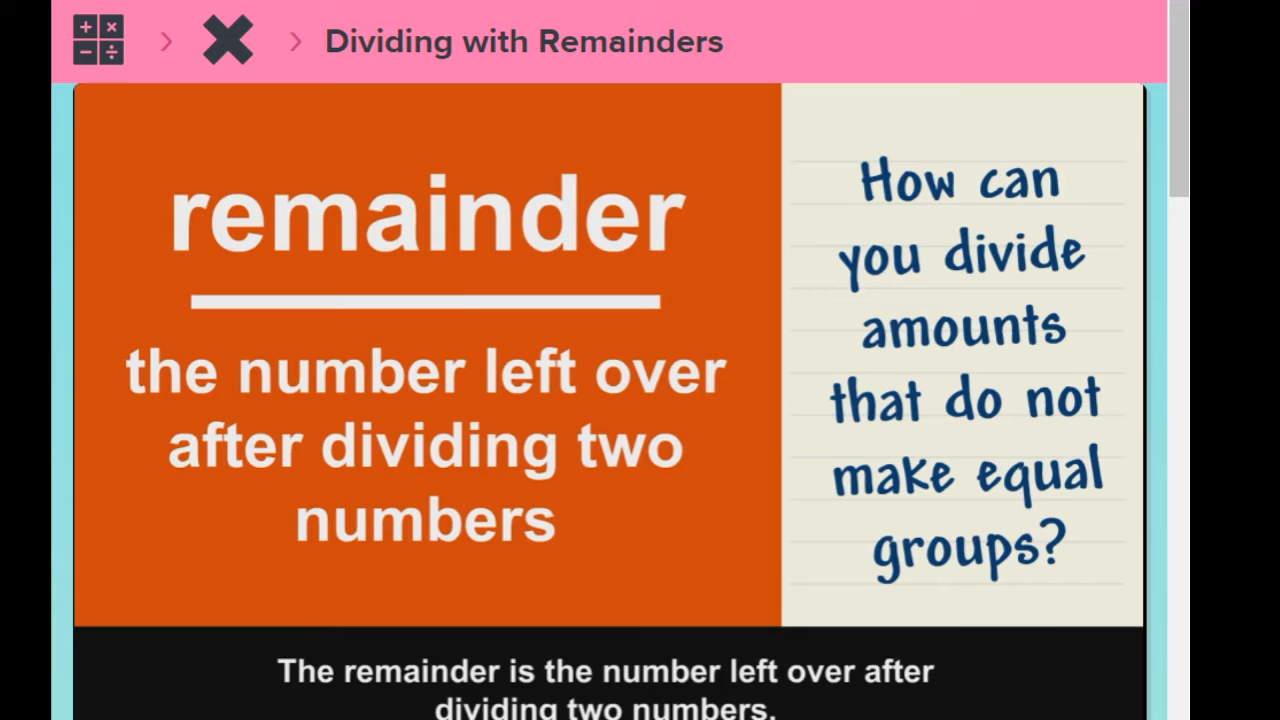 Dividing with Remainders
remainder
the number left over
after dividing two
numbers
How can
you divide
amounts
that do not
make equal
groups?
The remainder is the number left over after
dividing two numbers.